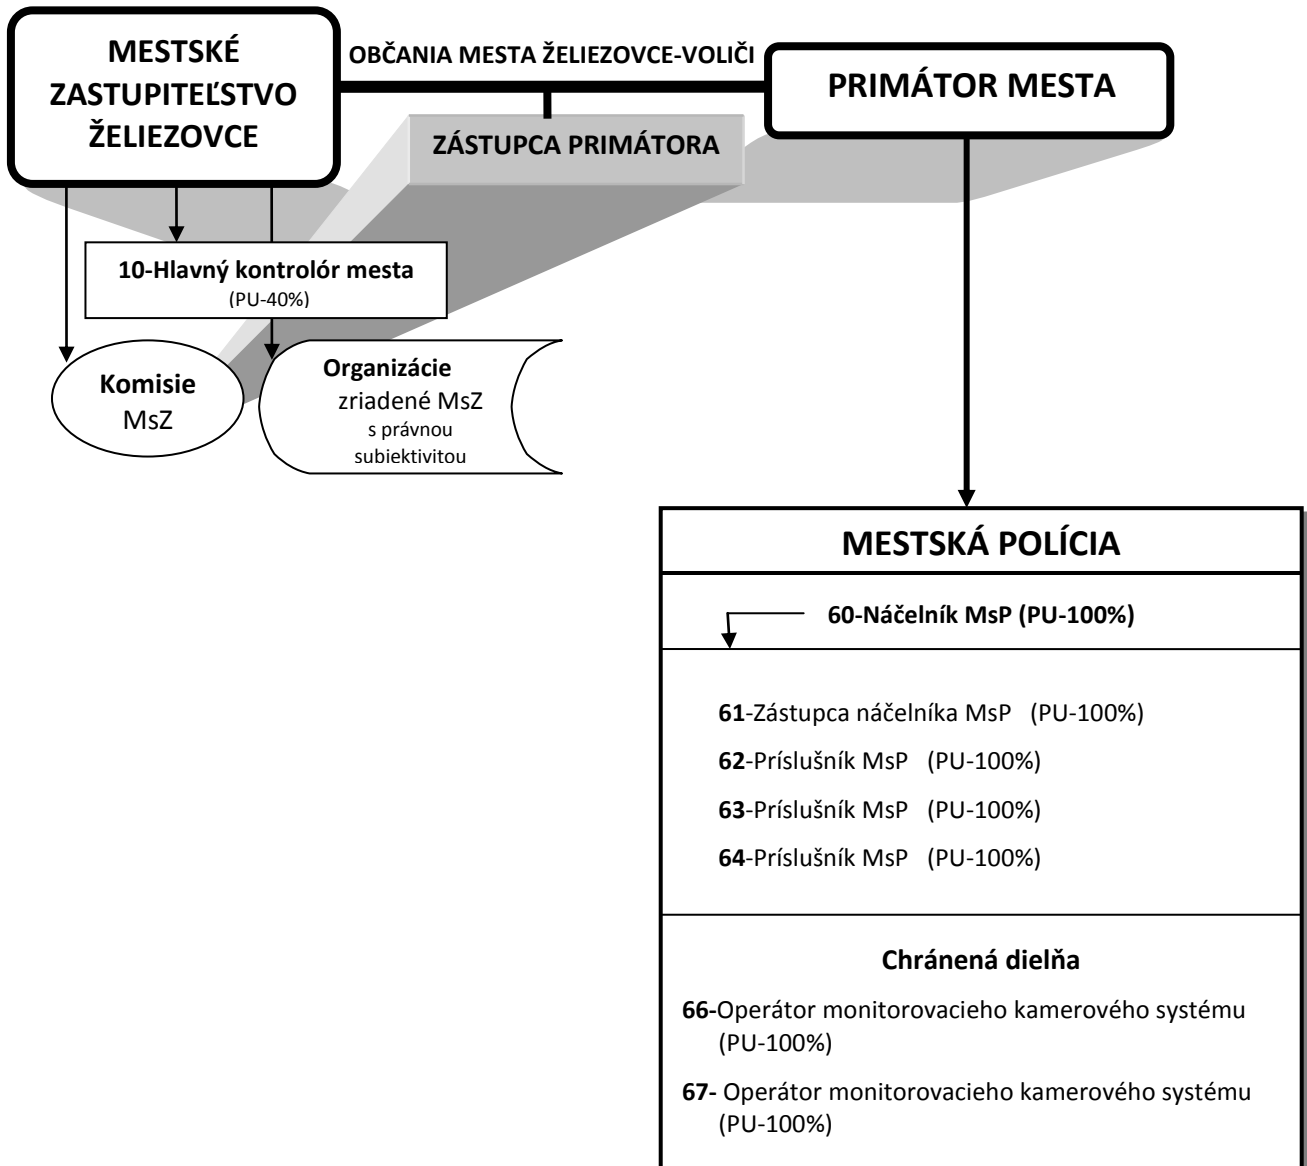 MESTSKÉ
ZASTUPITEĽSTVO
ŽELIEZOVCE
OBČANIA MESTA ŽELIEZOVCE-VOLIČI
PRIMÁTOR MESTA
ZÁSTUPCA PRIMÁTORA
10-Hlavný kontrolór mesta
(PU-40%)
Komisie
MsZ
Organizácie
zriadené MsZ
s právnou
subiektivitou
MESTSKÁ POLÍCIA
60-Náčelník MsP (PU-100%)
61-Zástupca náčelníka MsP (PU-100%)
62-Príslušník MsP (PU-100%)
63-Príslušník MsP (PU-100%)
64-Príslušník MsP (PU-100%)
Chránená dielňa
66-Operátor monitorovacieho kamerového systému
(PU-100%)
67- Operátor monitorovacieho kamerového systému
(PU-100%)